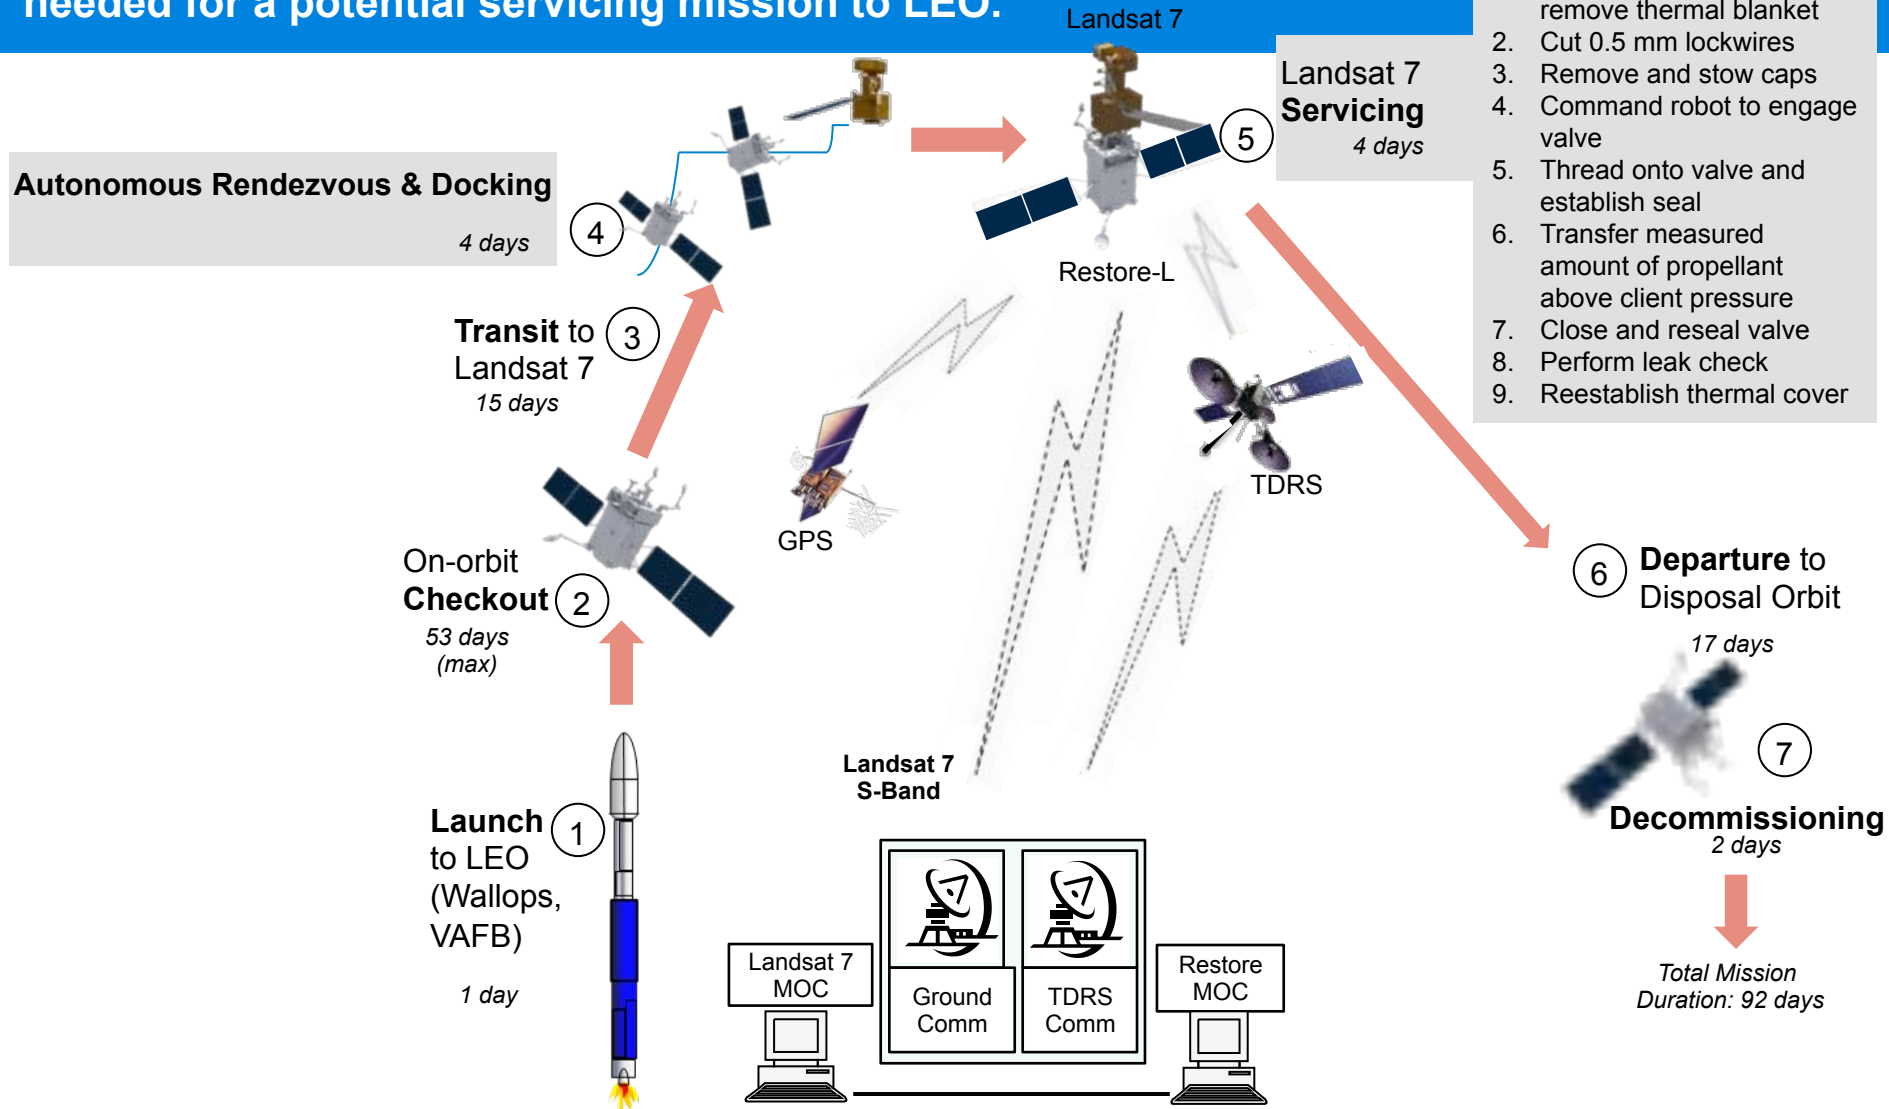 needed for a potential servicing mission to LEO.
Landsat 7
remove thermal blanket
2. Cut 0.5 mm lockwires
3. Remove and stow caps
4. Command robot to engage
valve
5. Thread onto valve and
establish seal
6. Transfer measured
amount of propellant
above client pressure
7. Close and reseal valve
8. Perform leak check
9. Reestablish thermal cover
Landsat 7
Servicing
4 days
5
Autonomous Rendezvous & Docking
4 days
4
Restore-L
Transit to
Landsat 7
15 days
3
GPS
TDRS
On-orbit
Checkout
53 days
(max)
2
6
Departure to
Disposal Orbit
17 days
7
Decommissioning
2 days
Total Mission
Duration: 92 days
Launch
to LEO
(Wallops,
VAFB)
1 day
1
Landsat 7
S-Band
Landsat 7
MOC
Ground
Comm
TDRS
Comm
Restore
MOC